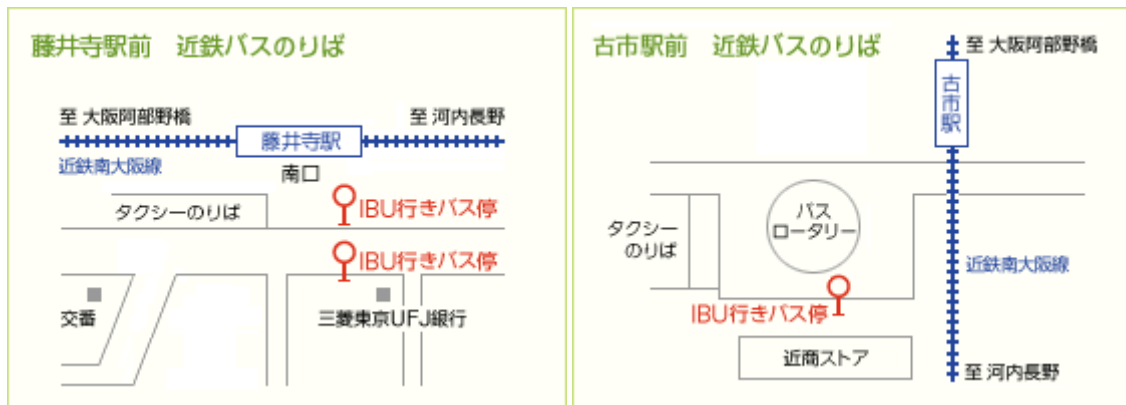 藤井寺駅前 近鉄バスのりば
至 大阪阿部野橋
至 河内長野
藤井寺駅
近鉄南大阪線
南口
IBU行きバス停
タクシーのりば
IBU行きバス停
交番
三菱東京UFJ銀行
古市駅前 近鉄バスのりば
至 大阪阿部野橋
古市駅
バス
ロータリー
タクシー
のりば
近鉄南大阪線
IBU行きバス停
近商ストア
至 河内長野